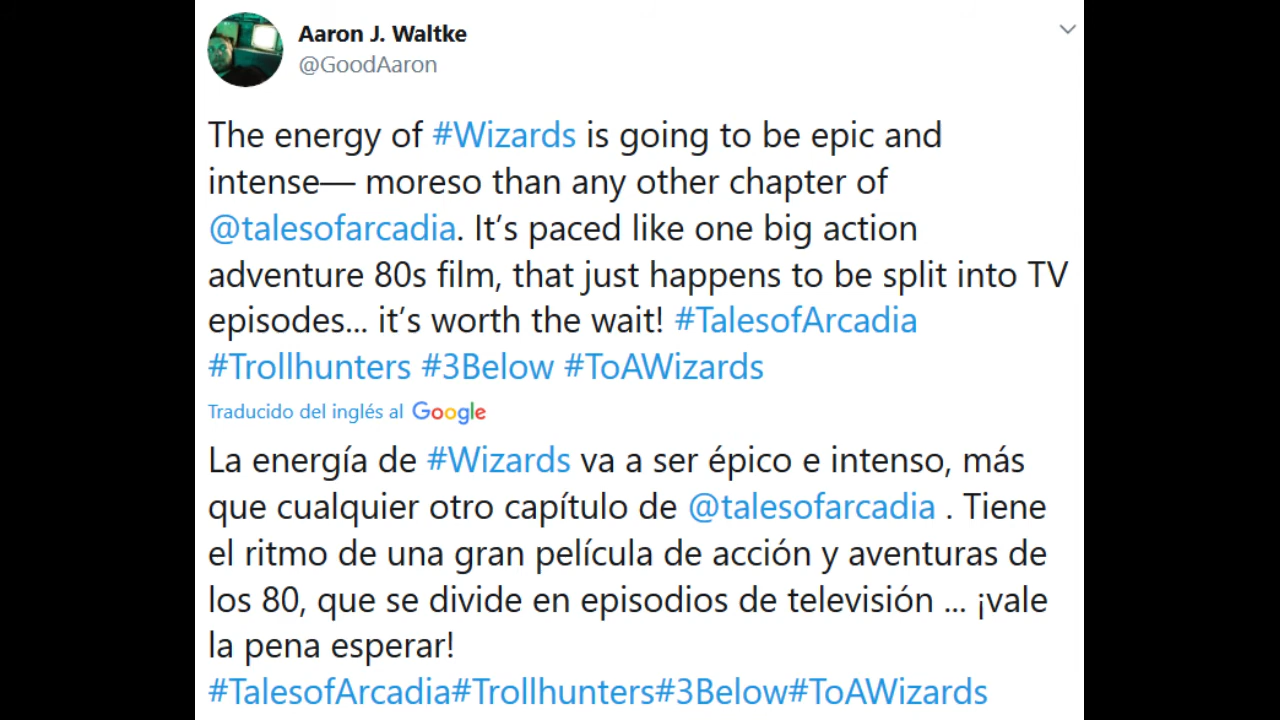 Aaron J. Waltke
@GoodAaron
The energy of #Wizards is going to be epic and
intense— moreso than any other chapter of
@talesofarcadia. It’s paced like one big action
adventure 80s film, that just happens to be split into TV
episodes... it’s worth the wait! #TalesofArcadia
#Trollhunters #3Below #ToAWizards
Traducido del inglés al Google
La energía de #Wizards va a ser épico e intenso, más
que cualquier otro capítulo de @talesofarcadia . Tiene
el ritmo de una gran película de acción y aventuras de
los 80, que se divide en episodios de televisión ... ¡vale
la pena esperar!
#TalesofArcadia#Trollhunters#3Below#ToAWizards